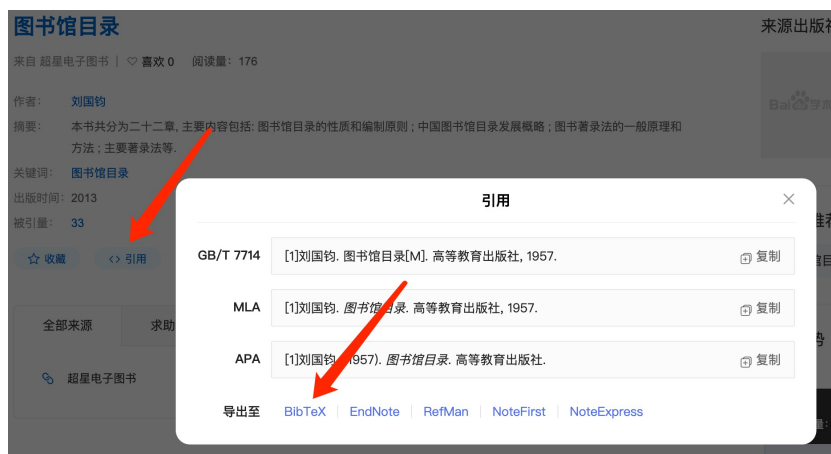 图书馆目录
来源出版社
来自 超星电子图书 | ♡ 喜欢 0 阅读量：176
Bai
作者： 刘国钧
摘要： 本书共分为二十二章, 主要内容包括: 图书馆目录的性质和编制原则 ; 中国图书馆目录发展概略 ; 图书著录法的一般原理和
方法 ; 主要著录法等.
关键词： 图书馆目录
出版时间： 2013
被引量： 33
☆ 收藏 <> 引用
全部来源 求助
超星电子图书
引用
GB/T 7714 [1]刘国钧. 图书馆目录[M]. 高等教育出版社, 1957. 复制
MLA [1]刘国钧. 图书馆目录. 高等教育出版社, 1957. 复制
APA [1]刘国钧. (1957). 图书馆目录. 高等教育出版社. 复制
导出至 BibTeX | EndNote | RefMan | NoteFirst | NoteExpress